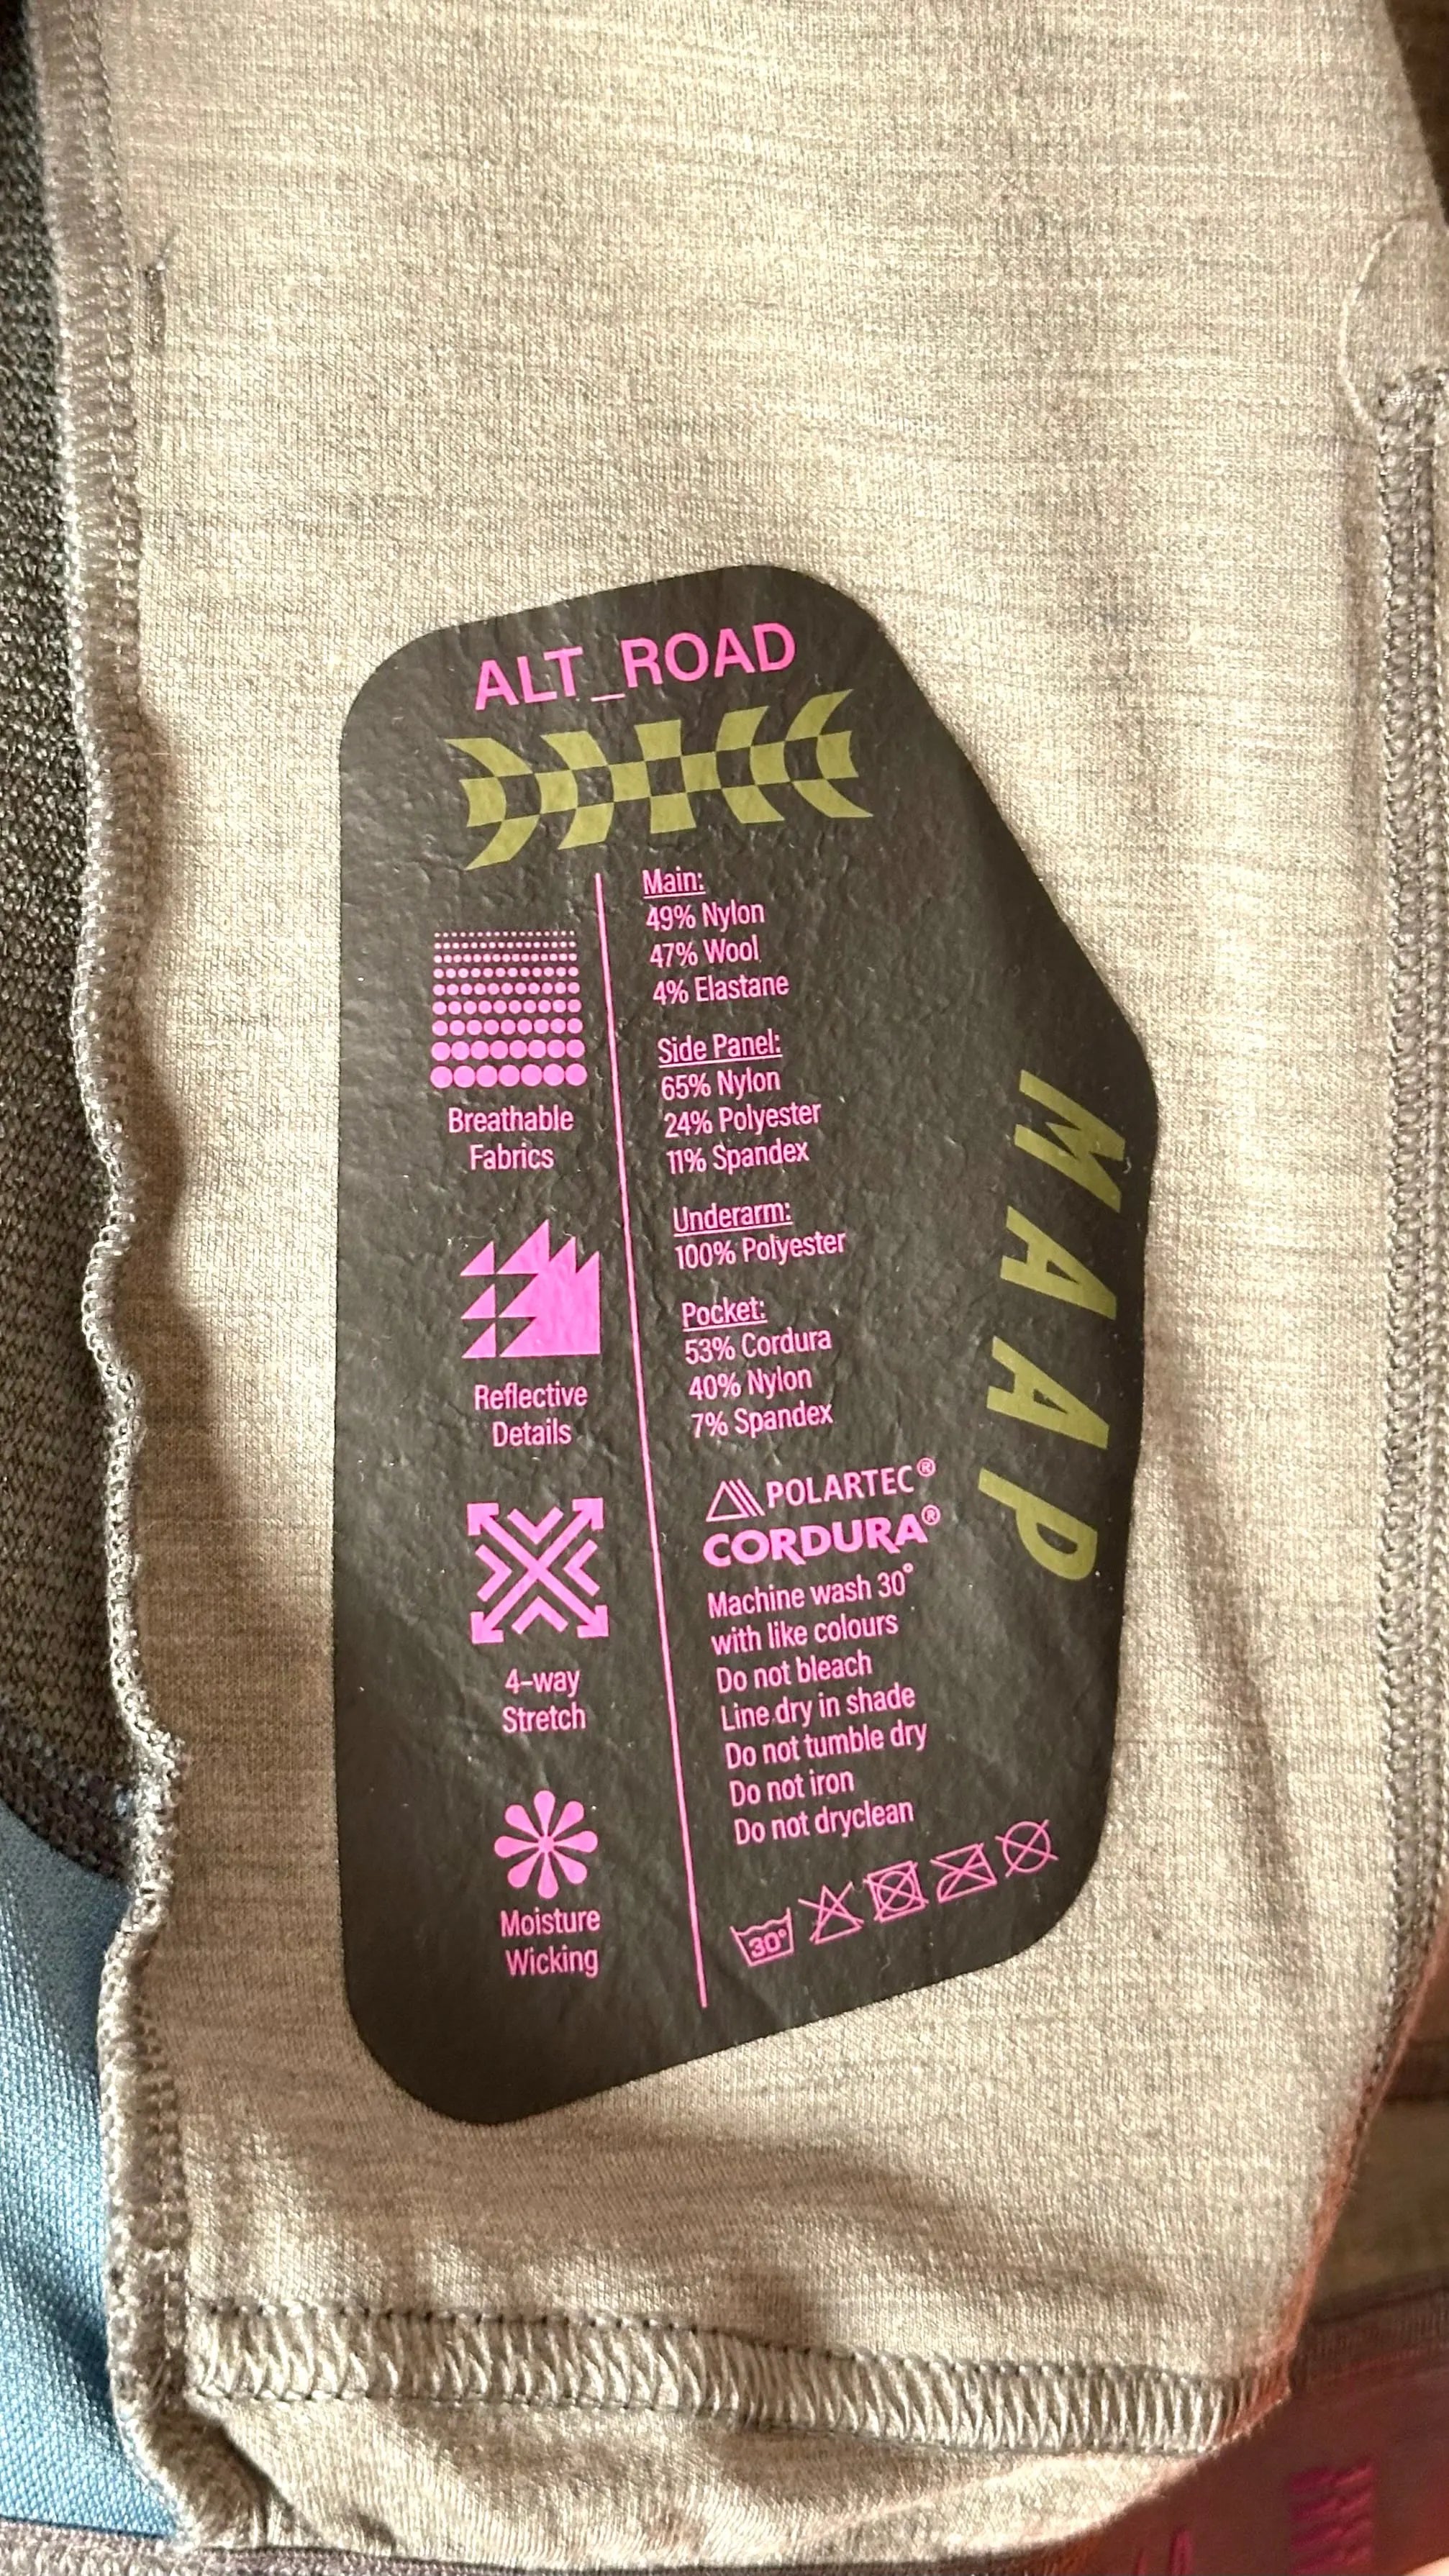 ALT_ROAD
Breathable
Fabrics
Reflective
Details
4-way
Stretch
Moisture
Wicking
Main:
49% Nylon
47% Wool
4% Elastane
Side Panel:
65% Nylon
24% Polyester
11% Spandex
Underarm:
100% Polyester
Pocket:
53% Cordura
40% Nylon
7% Spandex
POLARTEC®
CORDURA®
Machine wash 30°
with like colours
Do not bleach
Line dry in shade
Do not tumble dry
Do not iron
Do not dryclean
30°
MAAP